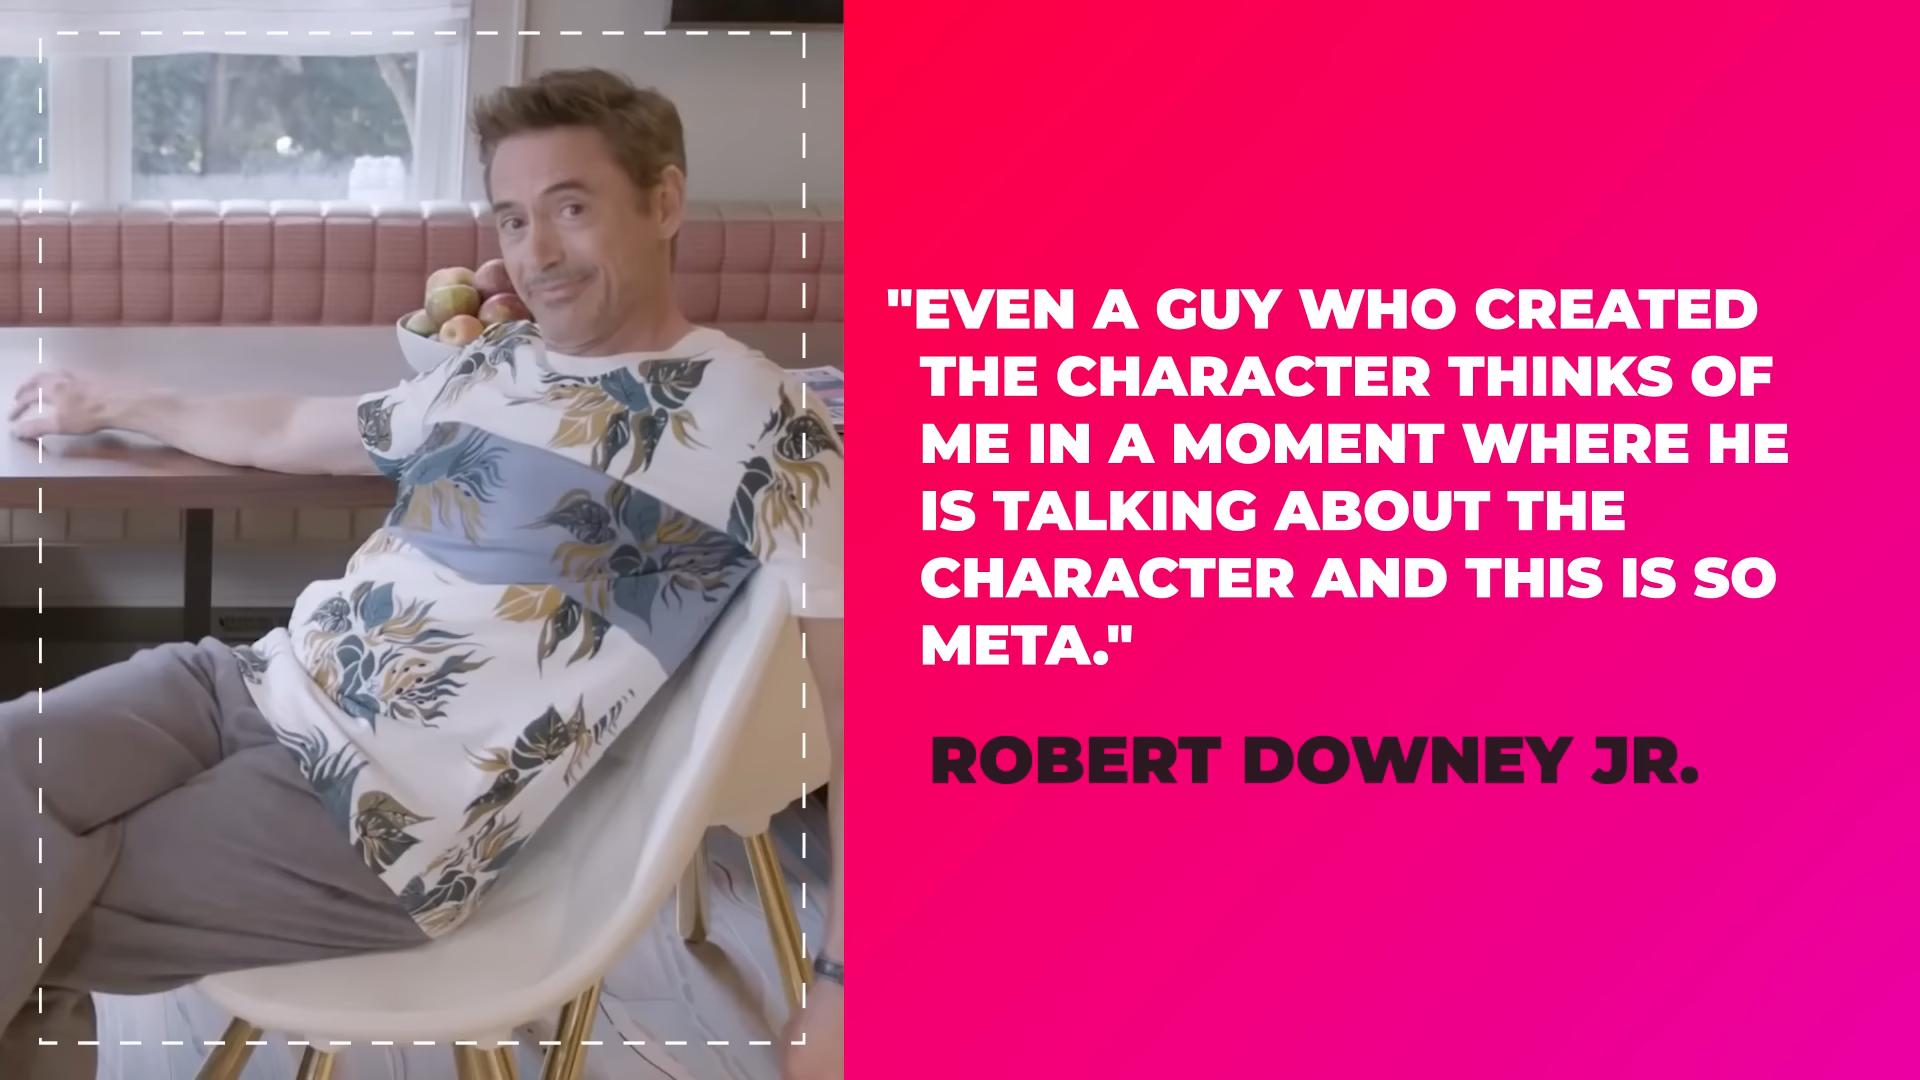 "EVEN A GUY WHO CREATED
THE CHARACTER THINKS OF
ME IN A MOMENT WHERE HE
IS TALKING ABOUT THE
CHARACTER AND THIS IS SO
META."
ROBERT DOWNEY JR.